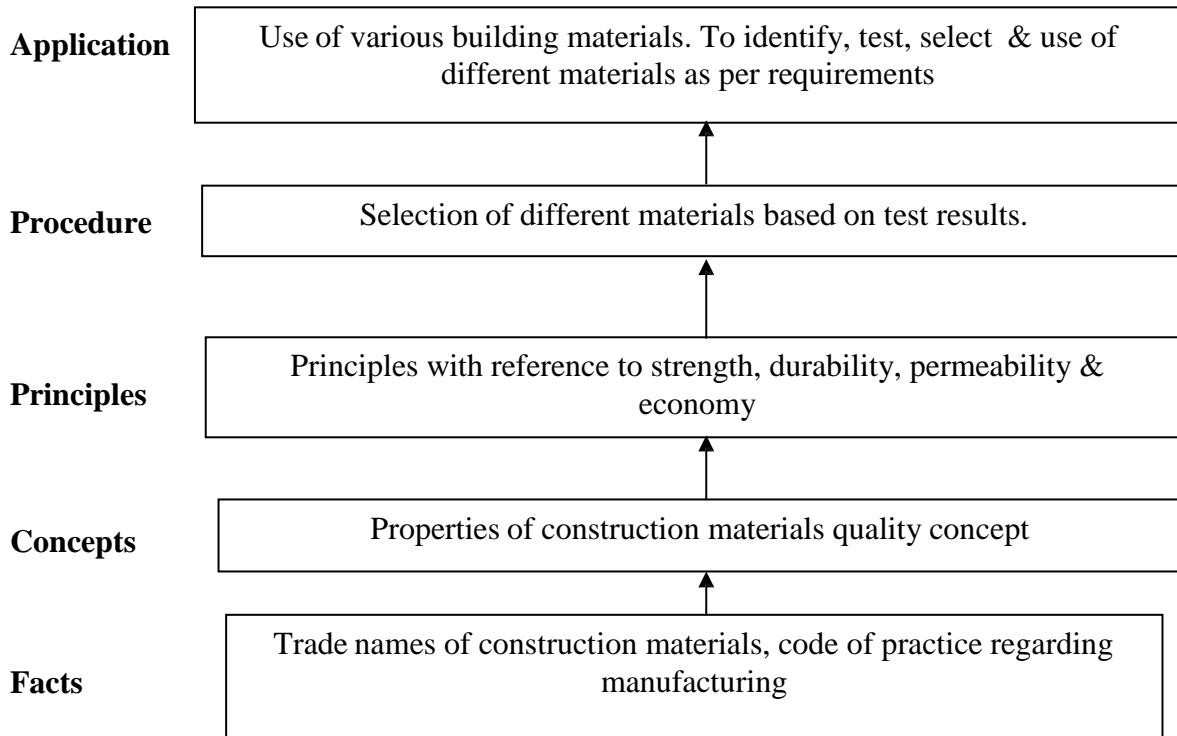 Application
Use of various building materials. To identify, test, select & use of
different materials as per requirements
Procedure
Selection of different materials based on test results.
Principles
Principles with reference to strength, durability, permeability &
economy
Concepts
Properties of construction materials quality concept
Facts
Trade names of construction materials, code of practice regarding
manufacturing